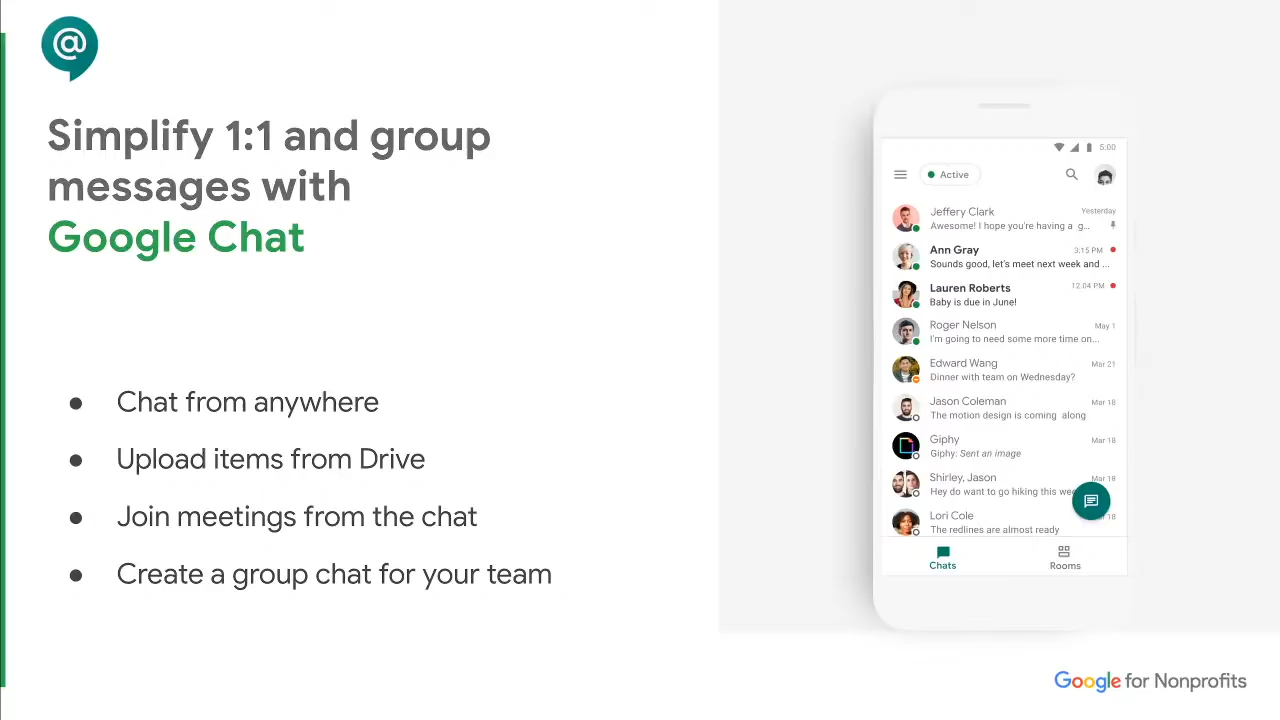 @
Simplify 1:1 and group
messages with
Google Chat
● Chat from anywhere
● Upload items from Drive
● Join meetings from the chat
● Create a group chat for your team
5:00
Active
Jeffery Clark Yesterday
Awesome! I hope you're having a g...
Ann Gray 3:15 PM
Sounds good, let's meet next week and ...
Lauren Roberts 12.04 PM
Baby is due in June!
Roger Nelson May 1
I'm going to need some more time on...
Edward Wang Mar 21
Dinner with team on Wednesday?
Jason Coleman Mar 18
The motion design is coming along
Giphy Mar 18
Giphy: Sent an image
Shirley, Jason Mar 18
Hey do want to go hiking this wee
Lori Cole 18
The redlines are almost ready
Chats Rooms
Google for Nonprofits